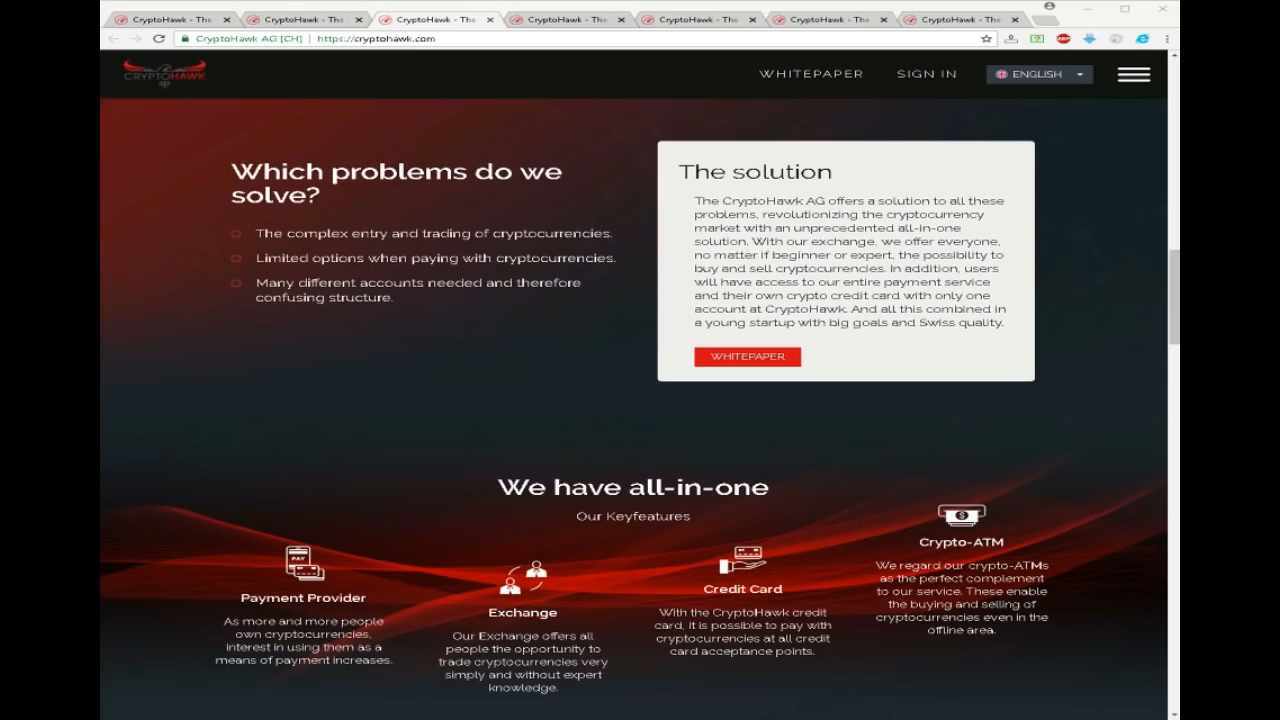 CryptoHawk - The
CryptoHawk - The
CryptoHawk - The
CryptoHawk - The
CryptoHawk - The
CryptoHawk - The
CryptoHawk - The
CryptoHawk AG [CH]
https://cryptohawk.com
CRYPTOHAWK
WHITEPAPER
SIGN IN
ENGLISH
Which problems do we
solve?
The complex entry and trading of cryptocurrencies.
Limited options when paying with cryptocurrencies.
Many different accounts needed and therefore
confusing structure.
The solution
The CryptoHawk AG offers a solution to all these
problems, revolutionizing the cryptocurrency
market with an unprecedented all-in-one
solution. With our exchange, we offer everyone,
no matter if beginner or expert, the possibility to
buy and sell cryptocurrencies. In addition, users
will have access to our entire payment service
and their own crypto credit card with only one
account at CryptoHawk. And all this combined in
a young startup with big goals and Swiss quality.
WHITEPAPER
We have all-in-one
Our Keyfeatures
PAY
Payment Provider
As more and more people
own cryptocurrencies,
interest in using them as a
means of payment increases.
Exchange
Our Exchange offers all
people the opportunity to
trade cryptocurrencies very
simply and without expert
knowledge.
Credit Card
With the CryptoHawk credit
card, it is possible to pay with
cryptocurrencies at all credit
card acceptance points.
$
Crypto-ATM
We regard our crypto-ATMs
as the perfect complement
to our service. These enable
the buying and selling of
cryptocurrencies even in the
offline area.